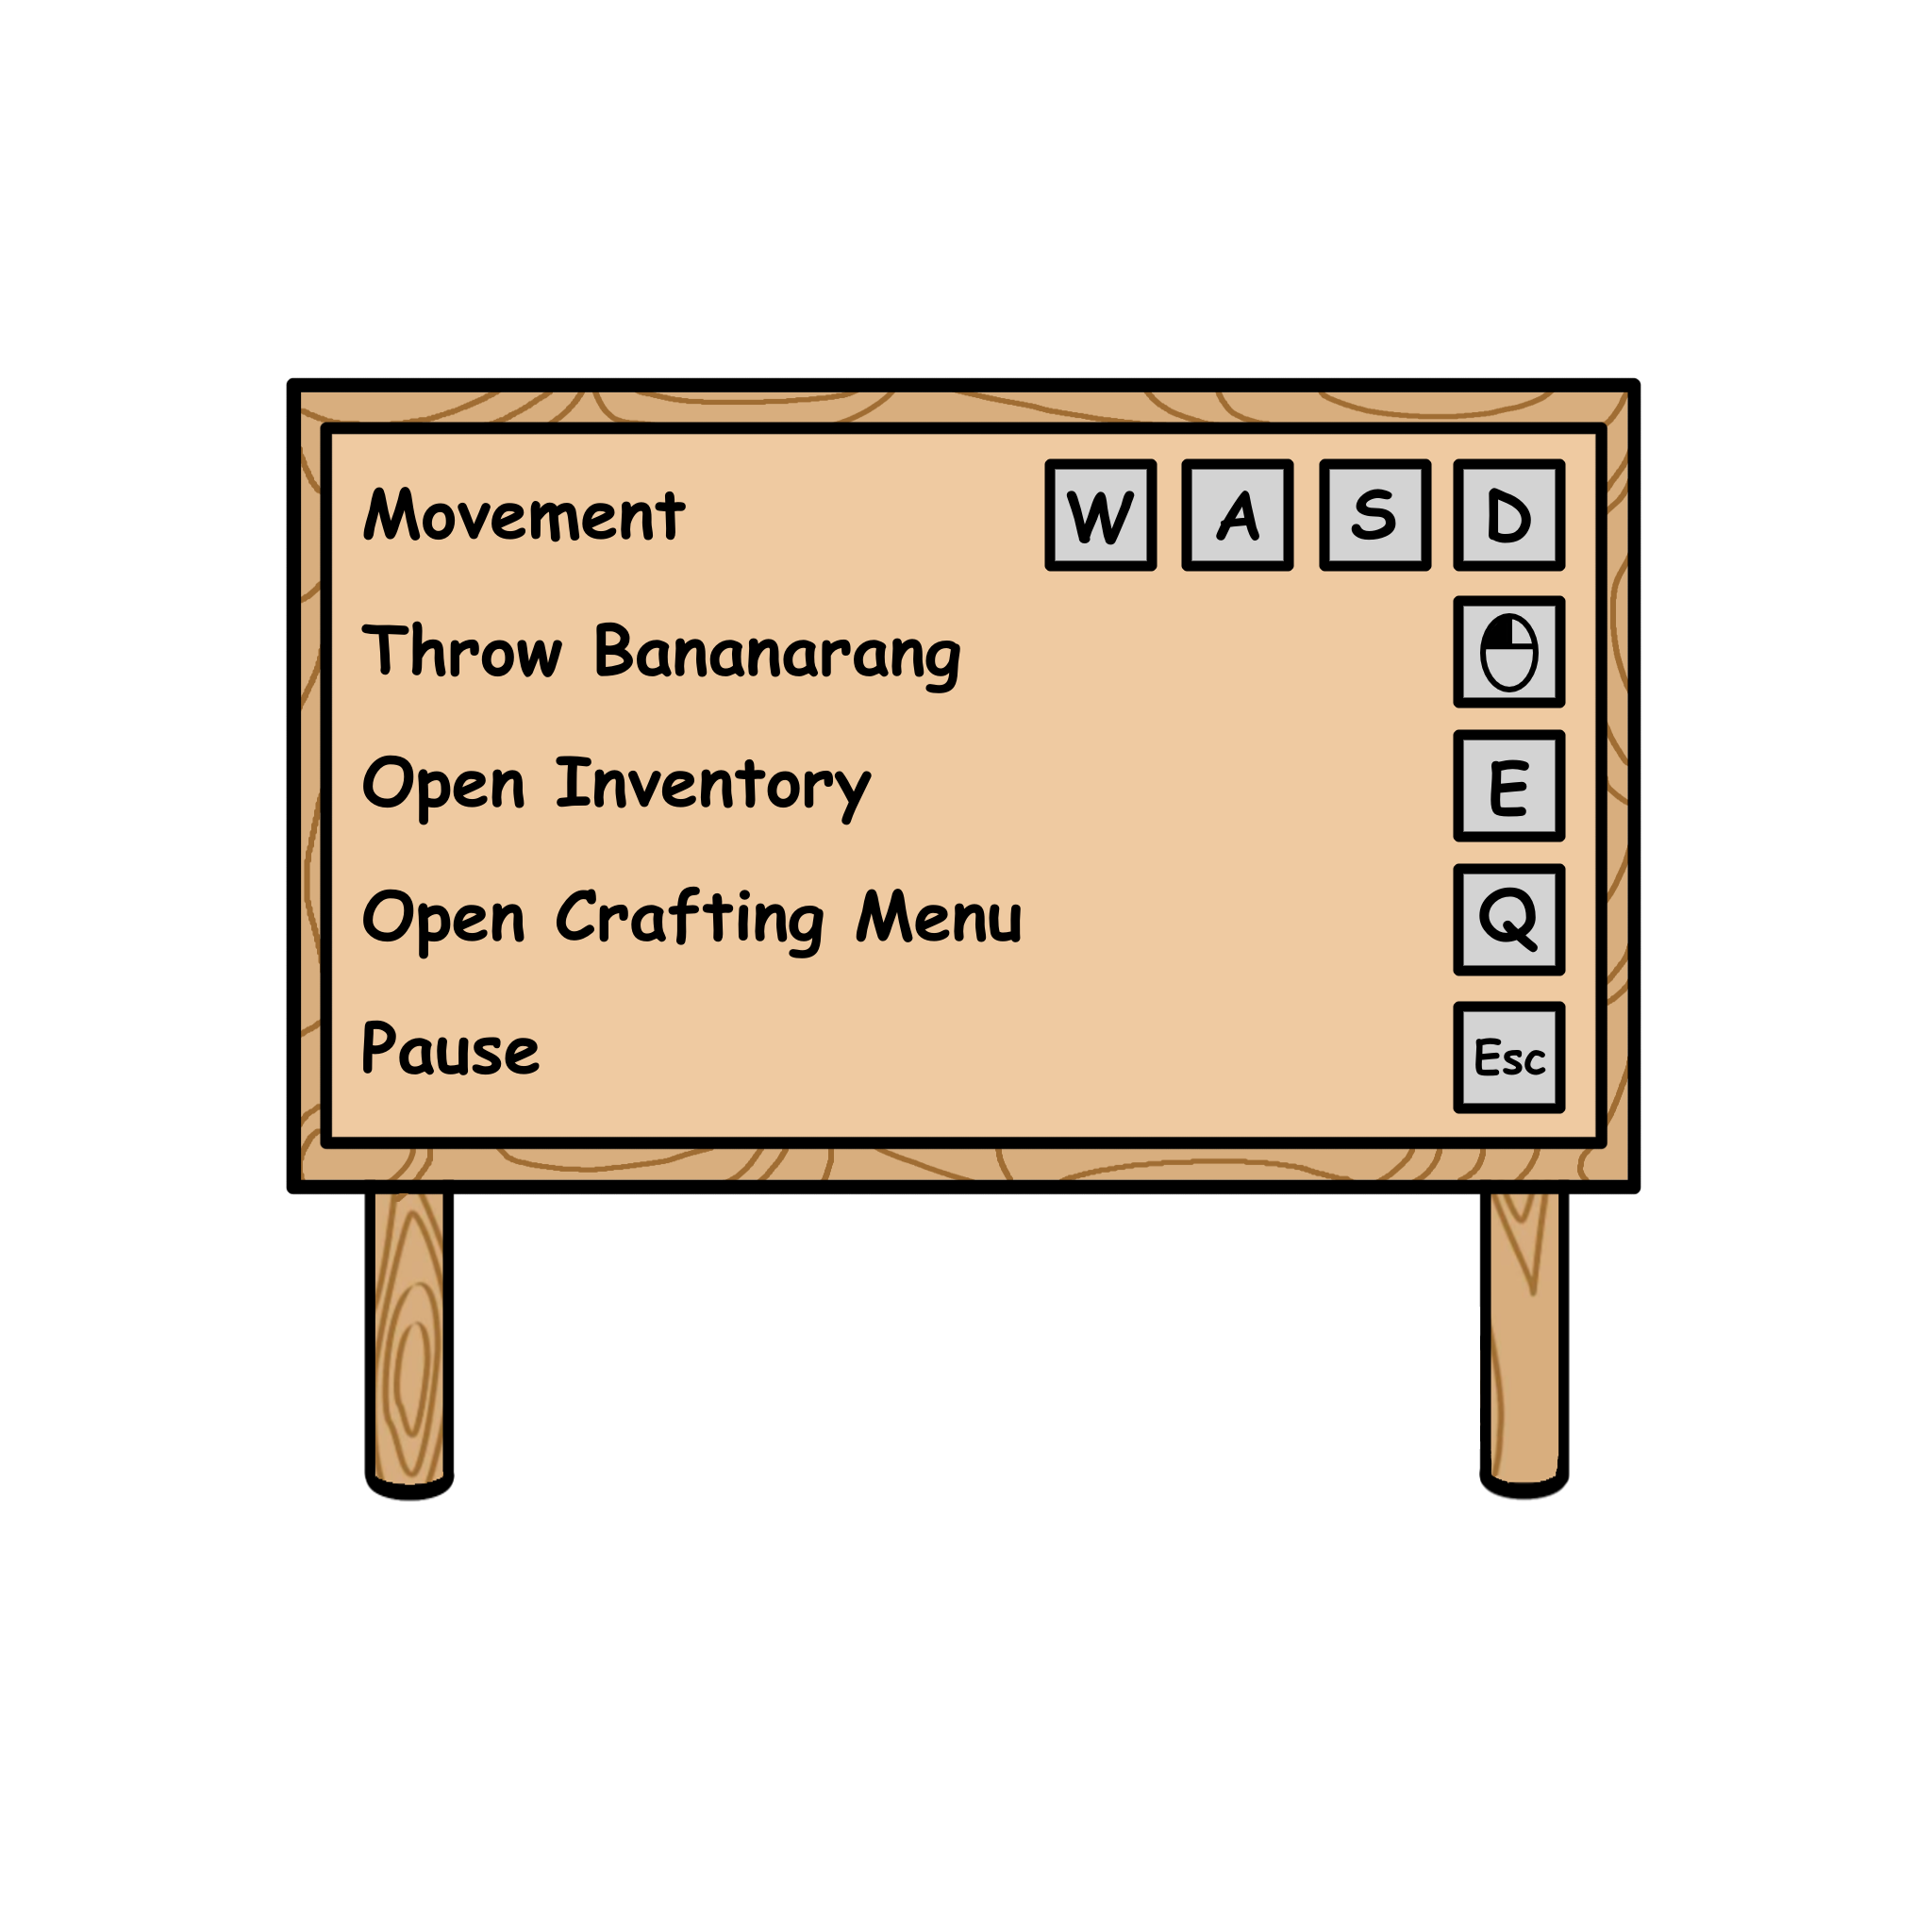 Movement W A S D
Throw Bananarang
Open Inventory E
Open Crafting Menu Q
Pause Esc